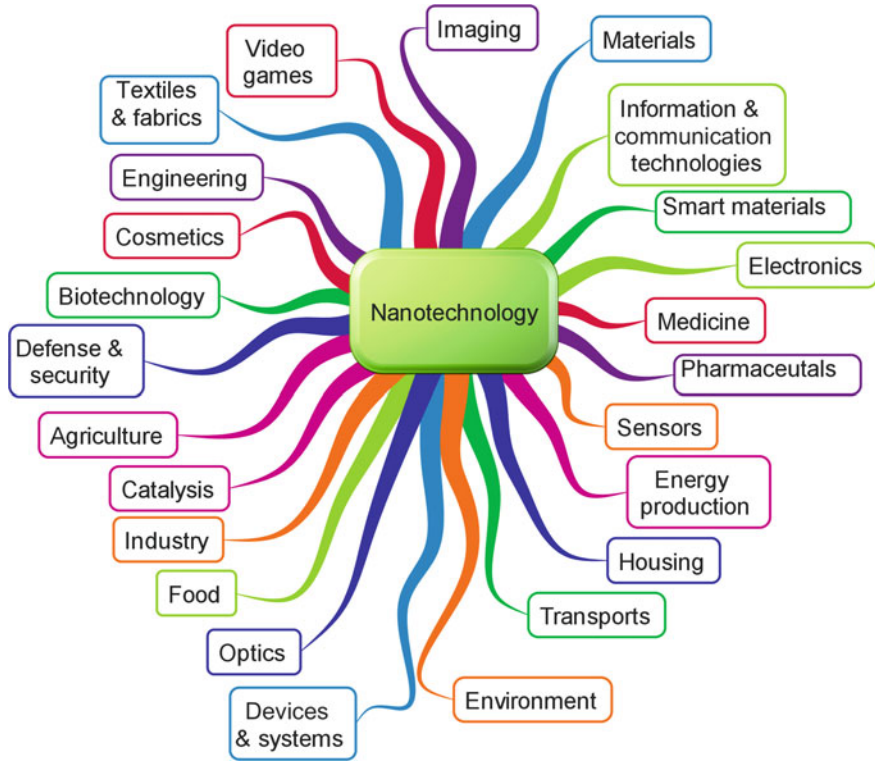 Imaging
Materials
Video
games
Textiles
& fabrics
Information &
communication
technologies
Engineering
Smart materials
Cosmetics
Electronics
Biotechnology
Nanotechnology
Medicine
Defense &
security
Pharmaceutals
Agriculture
Sensors
Catalysis
Energy
production
Industry
Housing
Food
Transports
Optics
Environment
Devices
& systems